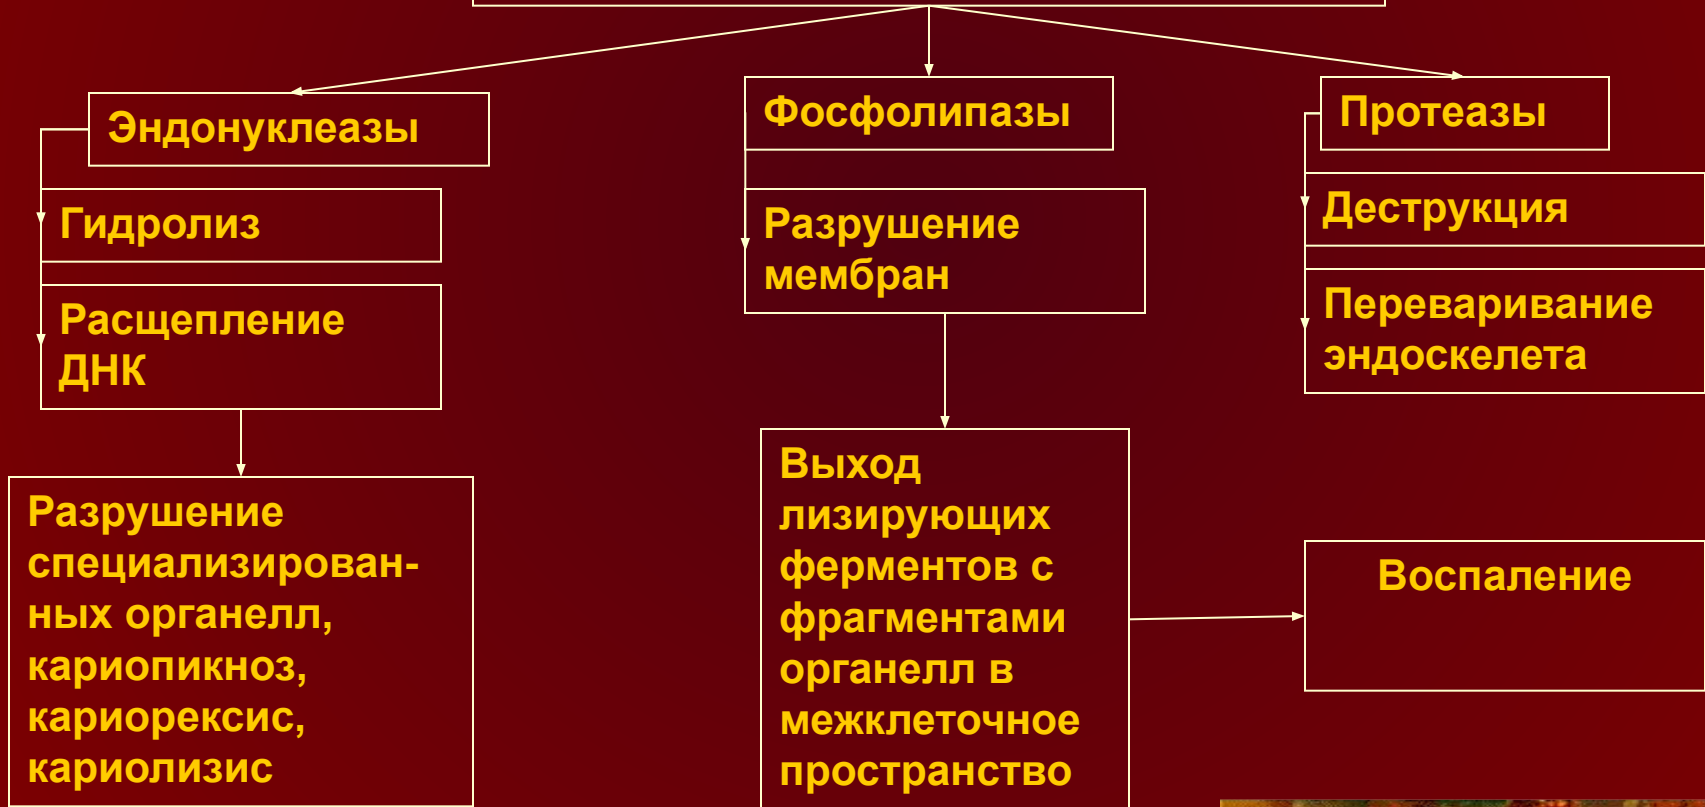 Эндонуклеазы
Гидролиз
Расщепление
ДНК
Разрушение
специализирован-
ных органелл,
кариопикноз,
кариорексис,
кариолизис
Фосфолипазы
Разрушение
мембран
Выход
лизирующих
ферментов с
фрагментами
органелл в
межклеточное
пространство
Протеазы
Деструкция
Переваривание
эндоскелета
Воспаление